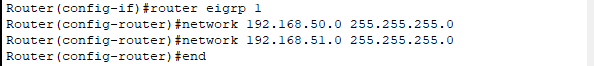 Router(config-if)#router eigrp 1
Router(config-router)#network 192.168.50.0 255.255.255.0
Router(config-router)#network 192.168.51.0 255.255.255.0
Router(config-router)#end